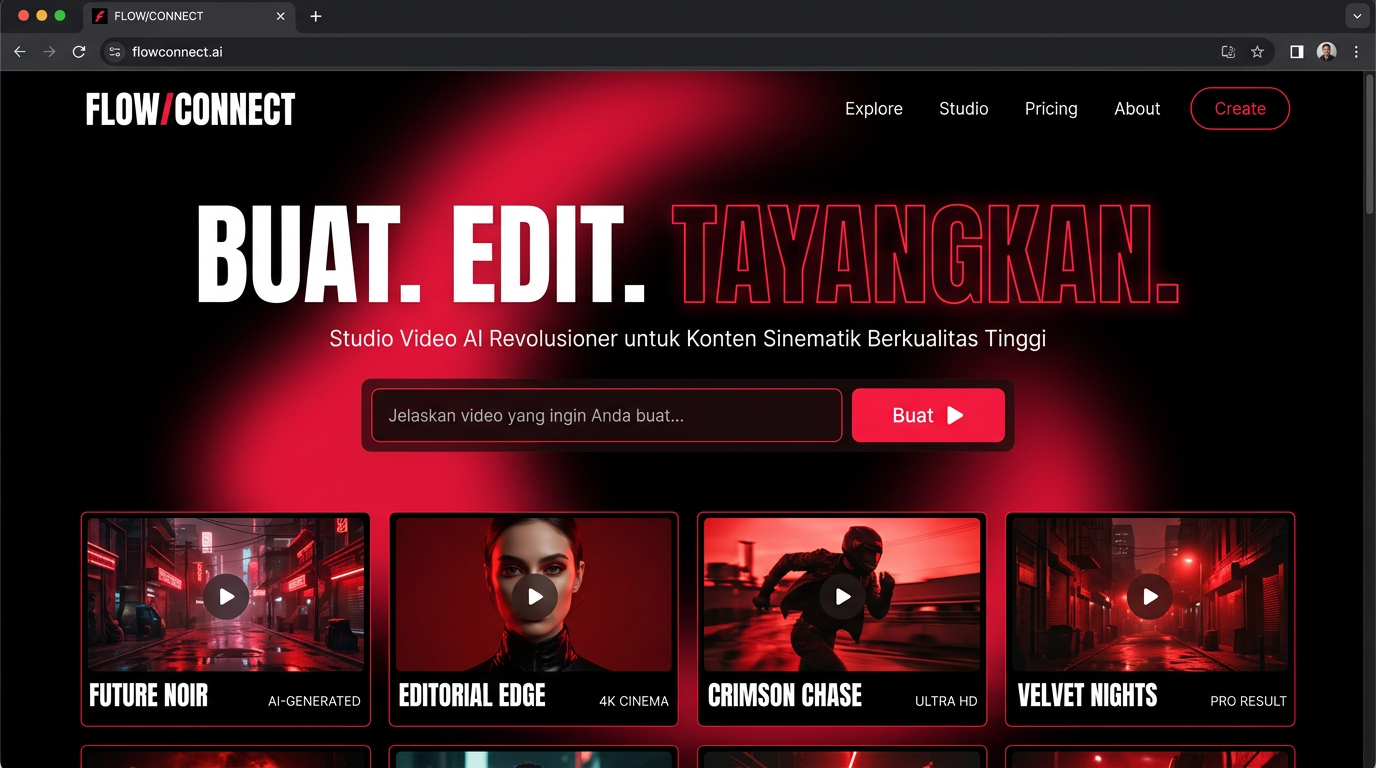 FLOW/CONNECT
flowconnect.ai
FLOW/CONNECT
Explore
Studio
Pricing
About
Create
BUAT. EDIT. TAYANGKAN.
Studio Video AI Revolusioner untuk Konten Sinematik Berkualitas Tinggi
Jelaskan video yang ingin Anda buat...
Buat
FUTURE NOIR
AI-GENERATED
EDITORIAL EDGE
4K CINEMA
CRIMSON CHASE
ULTRA HD
VELVET NIGHTS
PRO RESULT